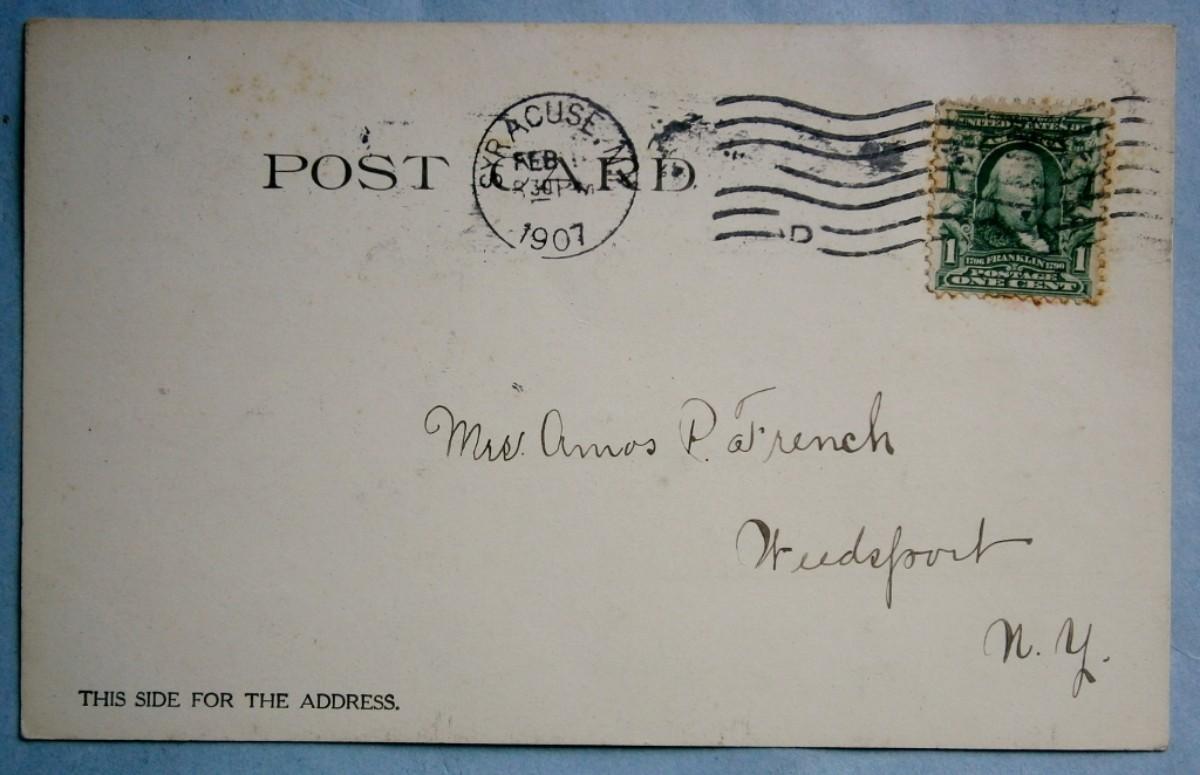 POST CARD
SYRACUSE, N.Y.
FEB
30 PM
1907
D
UNITED STATES OF AMERICA
1 1
1706 FRANKLIN 1790
POSTAGE
ONE CENT
Mrs. Amos P. French
Weedsport
N. Y.
THIS SIDE FOR THE ADDRESS.